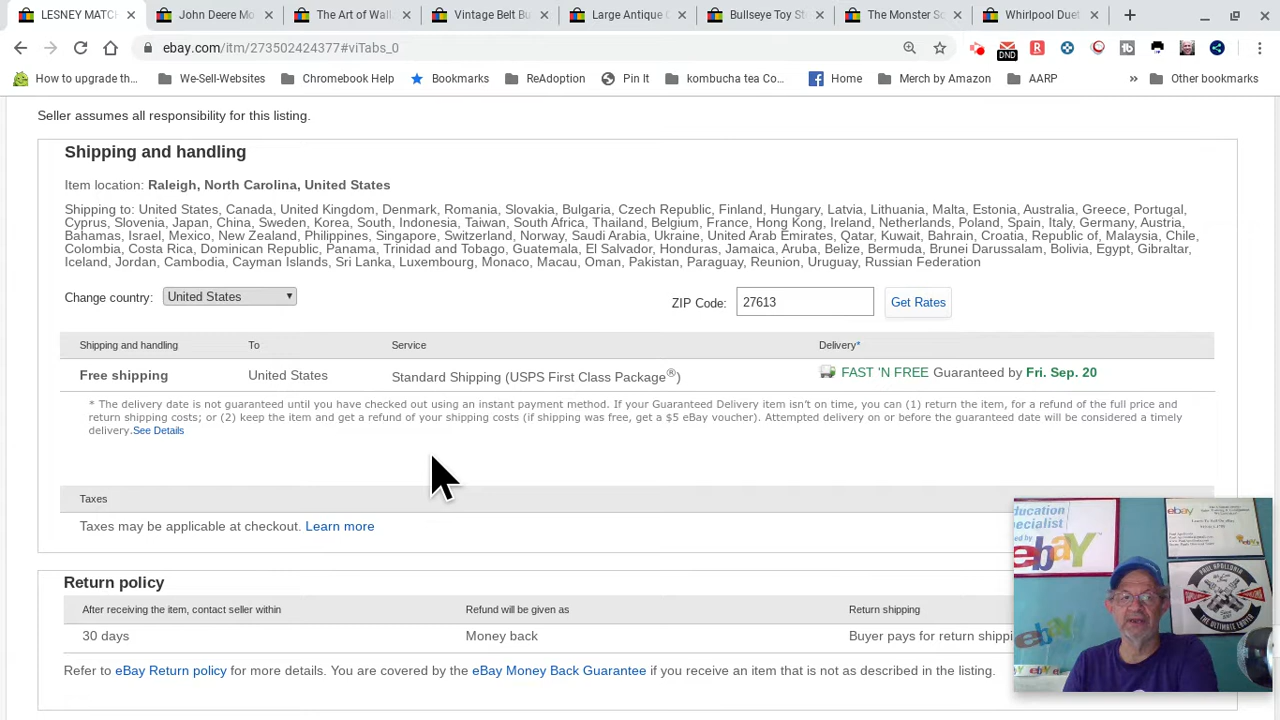 LESNEY MATCH
John Deere Mo
The Art of Wall
Vintage Belt Bu
Large Antique
Bullseye Toy St
The Monster Sq
Whirlpool Duet
ebay.com/itm/273502424377#viTabs_0
DND
How to upgrade th...
We-Sell-Websites
Chromebook Help
Bookmarks
ReAdoption
Pin It
kombucha tea Co...
Home
Merch by Amazon
AARP
»
Other bookmarks
Seller assumes all responsibility for this listing.
Shipping and handling
Item location: Raleigh, North Carolina, United States
Shipping to: United States, Canada, United Kingdom, Denmark, Romania, Slovakia, Bulgaria, Czech Republic, Finland, Hungary, Latvia, Lithuania, Malta, Estonia, Australia, Greece, Portugal,
Cyprus, Slovenia, Japan, China, Sweden, Korea, South, Indonesia, Taiwan, South Africa, Thailand, Belgium, France, Hong Kong, Ireland, Netherlands, Poland, Spain, Italy, Germany, Austria,
Bahamas, Israel, Mexico, New Zealand, Philippines, Singapore, Switzerland, Norway, Saudi Arabia, Ukraine, United Arab Emirates, Qatar, Kuwait, Bahrain, Croatia, Republic of, Malaysia, Chile,
Colombia, Costa Rica, Dominican Republic, Panama, Trinidad and Tobago, Guatemala, El Salvador, Honduras, Jamaica, Aruba, Belize, Bermuda, Brunei Darussalam, Bolivia, Egypt, Gibraltar,
Iceland, Jordan, Cambodia, Cayman Islands, Sri Lanka, Luxembourg, Monaco, Macau, Oman, Pakistan, Paraguay, Reunion, Uruguay, Russian Federation
Change country: United States
ZIP Code: 27613 Get Rates
Shipping and handling To Service Delivery*
Free shipping United States Standard Shipping (USPS First Class Package®) FAST 'N FREE Guaranteed by Fri. Sep. 20
* The delivery date is not guaranteed until you have checked out using an instant payment method. If your Guaranteed Delivery item isn't on time, you can (1) return the item, for a refund of the full price and
return shipping costs; or (2) keep the item and get a refund of your shipping costs (if shipping was free, get a $5 eBay voucher). Attempted delivery on or before the guaranteed date will be considered a timely
delivery.See Details
Taxes
Taxes may be applicable at checkout. Learn more
Return policy
After receiving the item, contact seller within Refund will be given as Return shipping
30 days Money back Buyer pays for return shippi
Refer to eBay Return policy for more details. You are covered by the eBay Money Back Guarantee if you receive an item that is not as described in the listing.
ducation
specialist
ed by
ebay
ebay
PAUL APOLLONIA
THE ULTIMATE